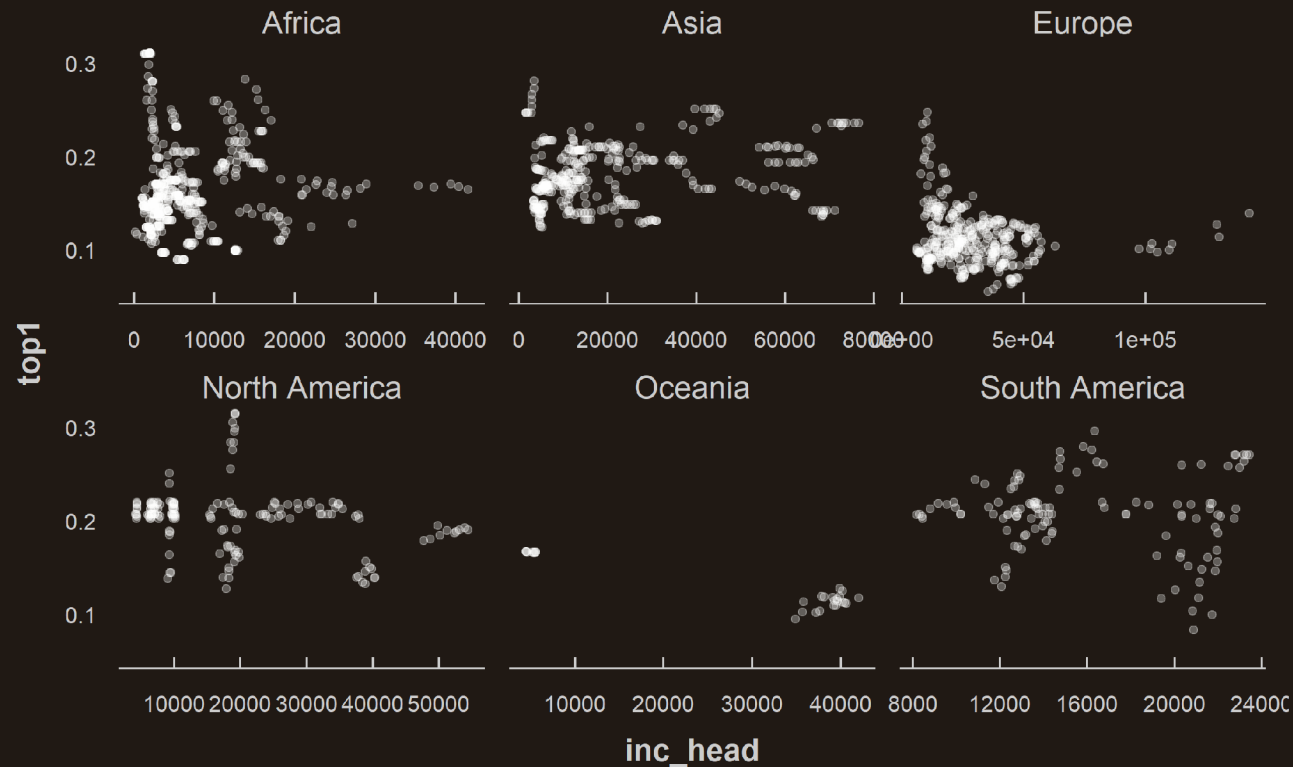 Africa Asia Europe
0.3
0.2
0.1
0 10000 20000 30000 40000 0 20000 40000 60000 80000 0e+00 5e+04 1e+05
top1
North America Oceania South America
0.3
0.2
0.1
10000 20000 30000 40000 50000 10000 20000 30000 40000 8000 12000 16000 20000 24000
inc_head